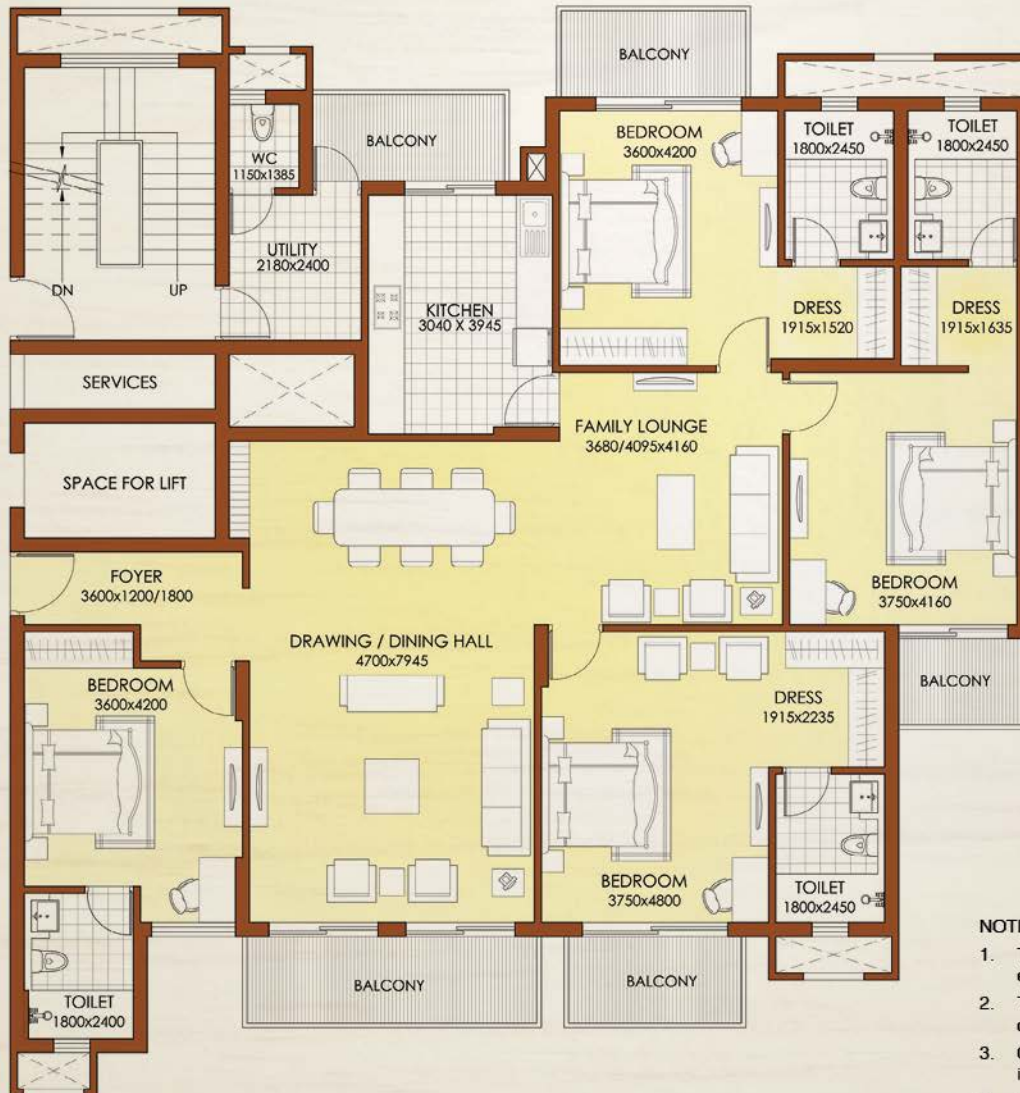 BALCONY
BALCONY
BEDROOM
3600x4200
TOILET
1800x2450
TOILET
1800x2450
WC
1150x1385
UTILITY
2180x2400
DN
UP
KITCHEN
3040 X 3945
DRESS
1915x1520
DRESS
1915x1635
SERVICES
FAMILY LOUNGE
3680/4095x4160
SPACE FOR LIFT
FOYER
3600x1200/1800
BEDROOM
3750x4160
DRAWING / DINING HALL
4700x7945
BEDROOM
3600x4200
DRESS
1915x2235
BALCONY
BEDROOM
3750x4800
TOILET
1800x2450
BALCONY
BALCONY
TOILET
1800x2400
1.
2.
3.